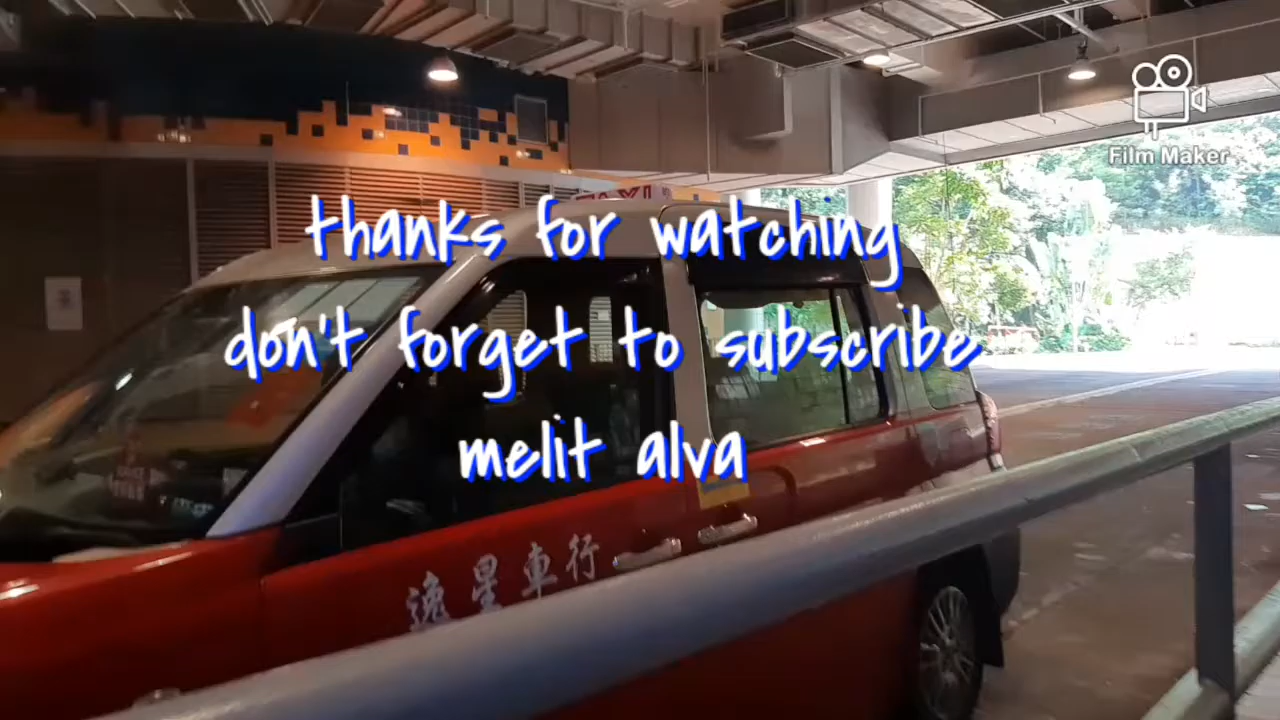 Film Maker
TAXI
thanks for watching
don't forget to subscribe
melit alva
逸星車行